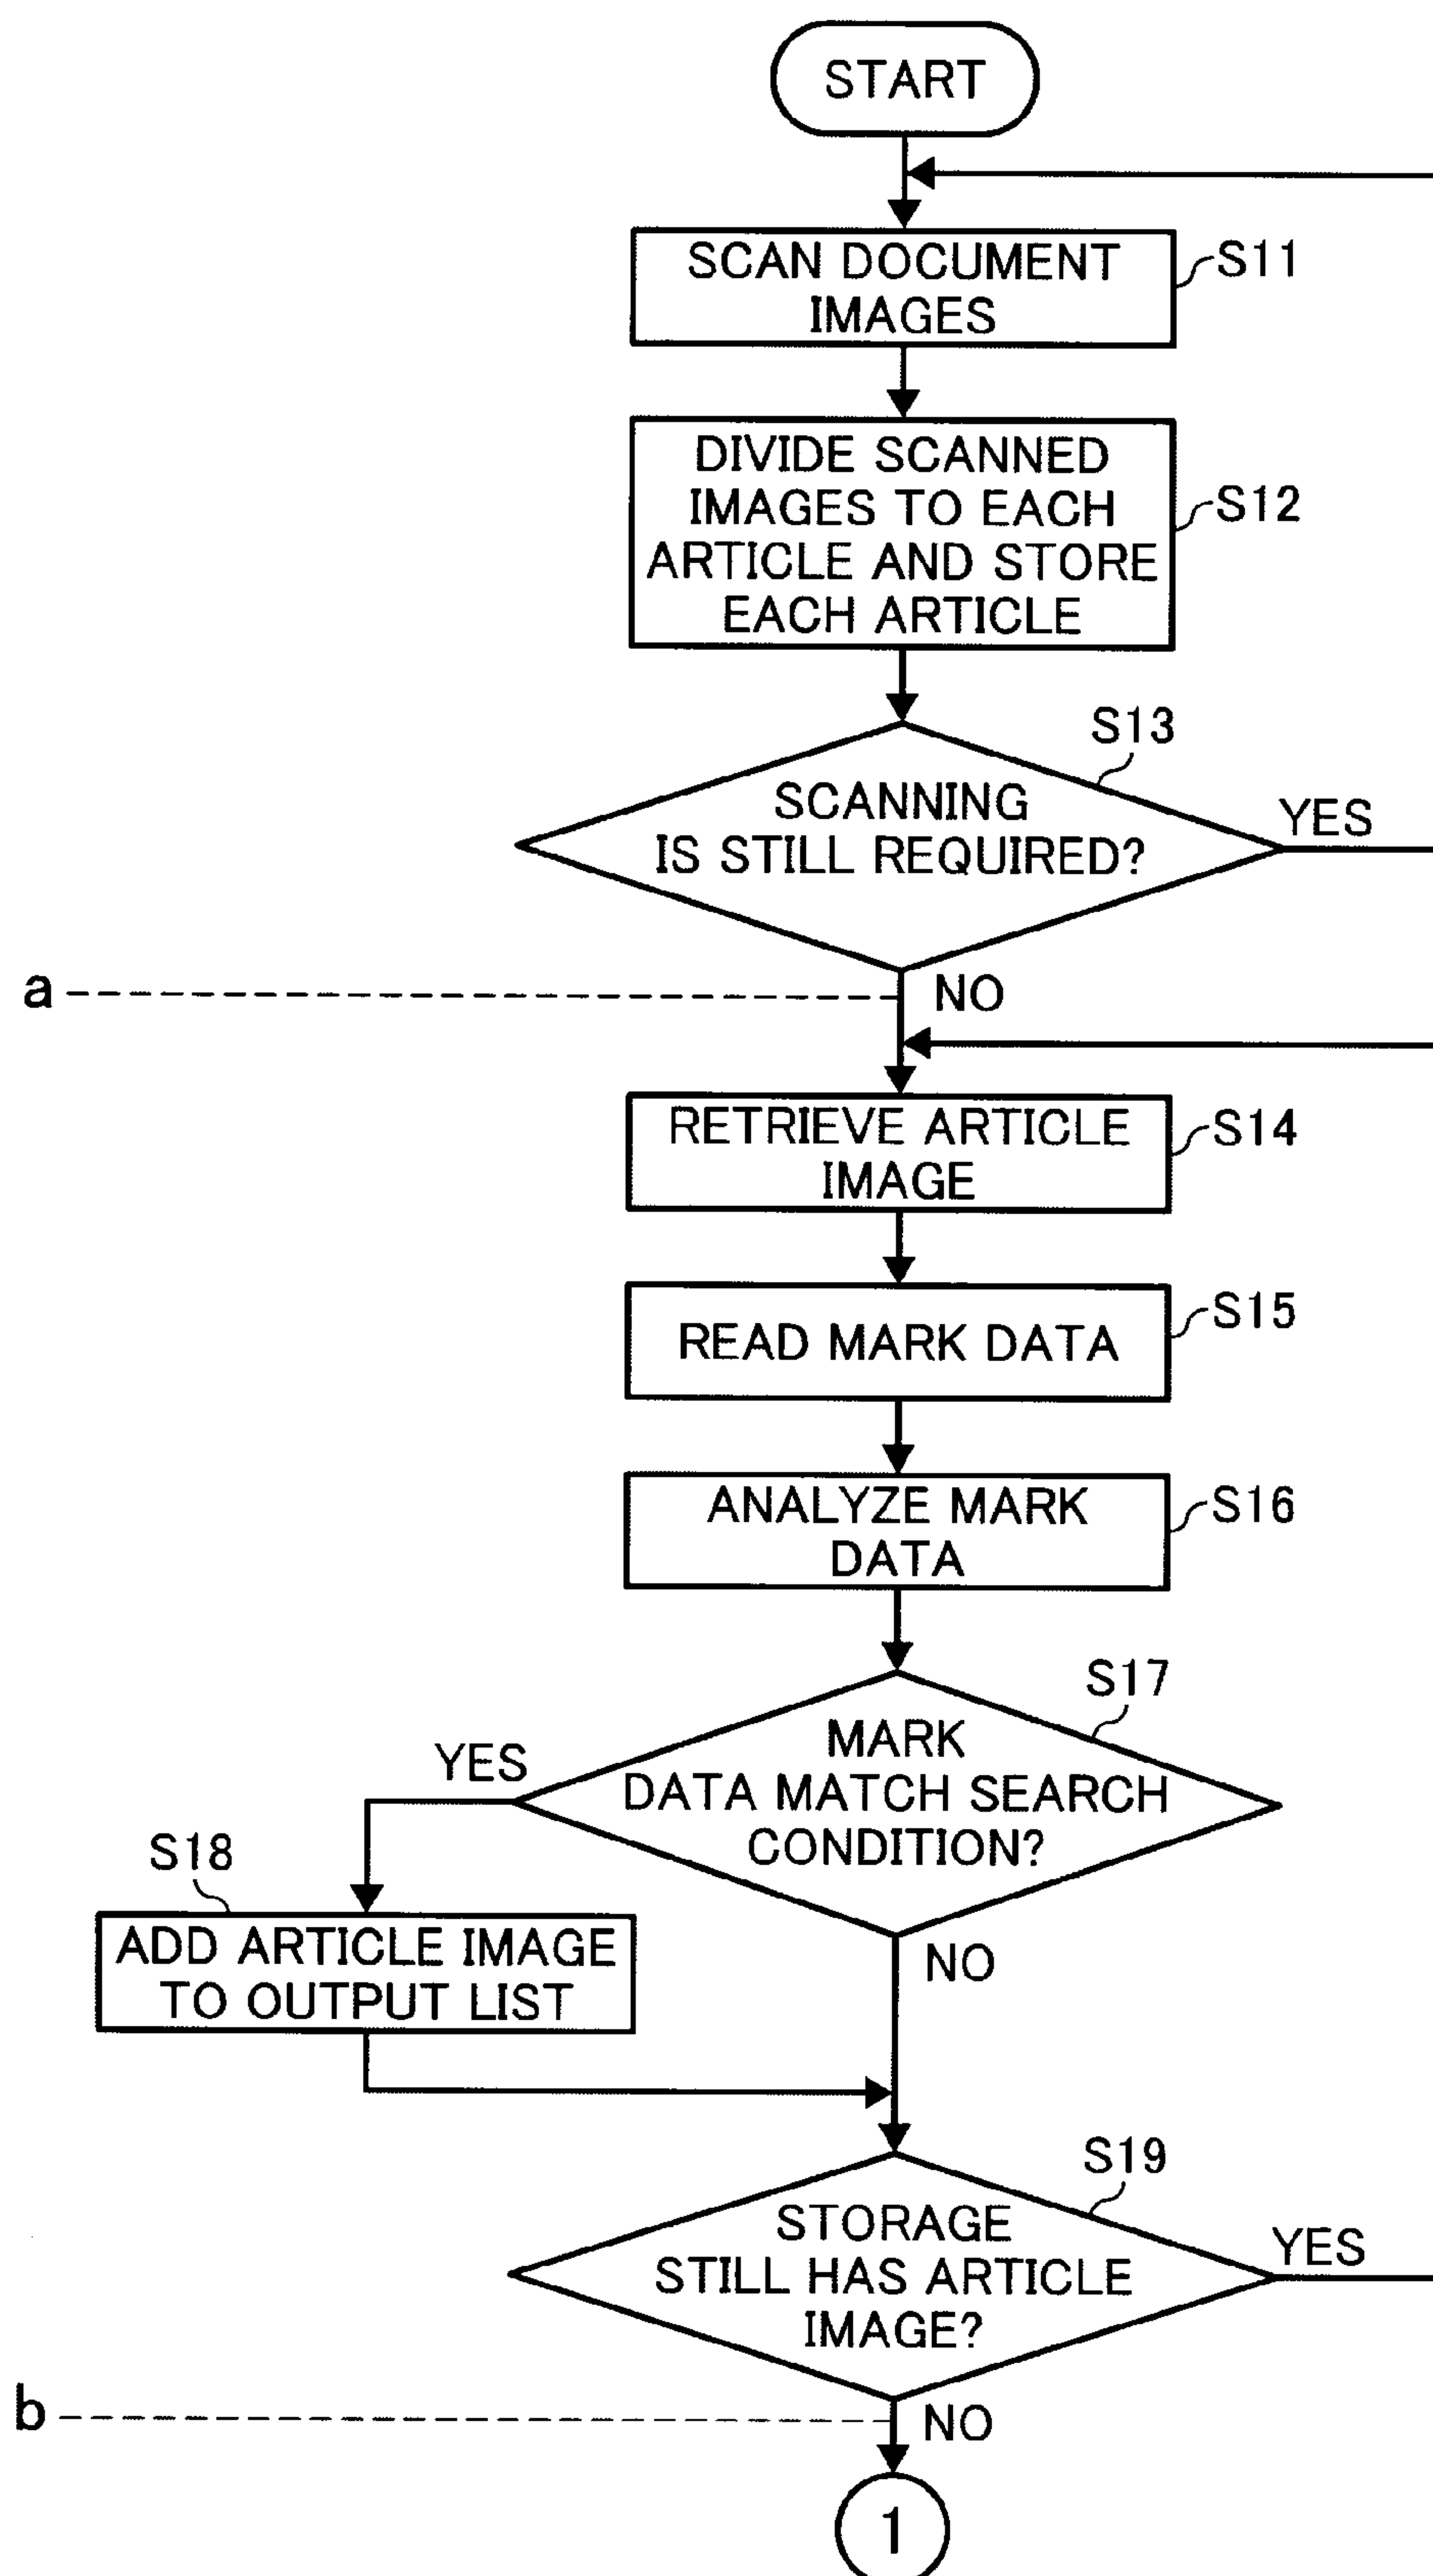 START
SCAN DOCUMENT
IMAGES
S11
DIVIDE SCANNED
IMAGES TO EACH
ARTICLE AND STORE
EACH ARTICLE
S12
S13
SCANNING
IS STILL REQUIRED?
YES
a
NO
RETRIEVE ARTICLE
IMAGE
S14
READ MARK DATA
S15
ANALYZE MARK
DATA
S16
S17
MARK
DATA MATCH SEARCH
CONDITION?
YES
S18
ADD ARTICLE IMAGE
TO OUTPUT LIST
NO
S19
STORAGE
STILL HAS ARTICLE
IMAGE?
YES
b
NO
1